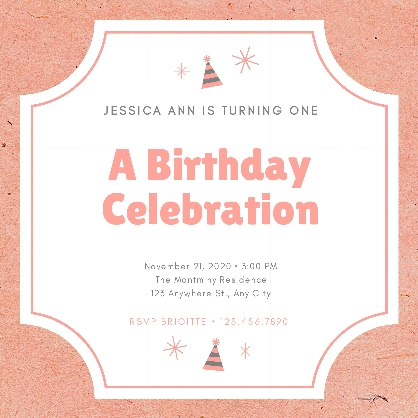 JESSICA ANN IS TURNING ONE
A Birthday
Celebration
November 21, 2020 • 3:00 PM
The Montminy Residence
123 Anywhere St., Any City
RSVP BRIGITTE • 123.456.7890